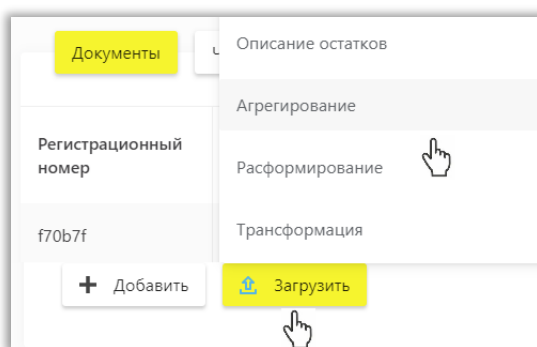 Документы
Описание остатков
Агрегирование
Регистрационный
номер
Расформирование
f70b7f
Трансформация
Добавить
Загрузить